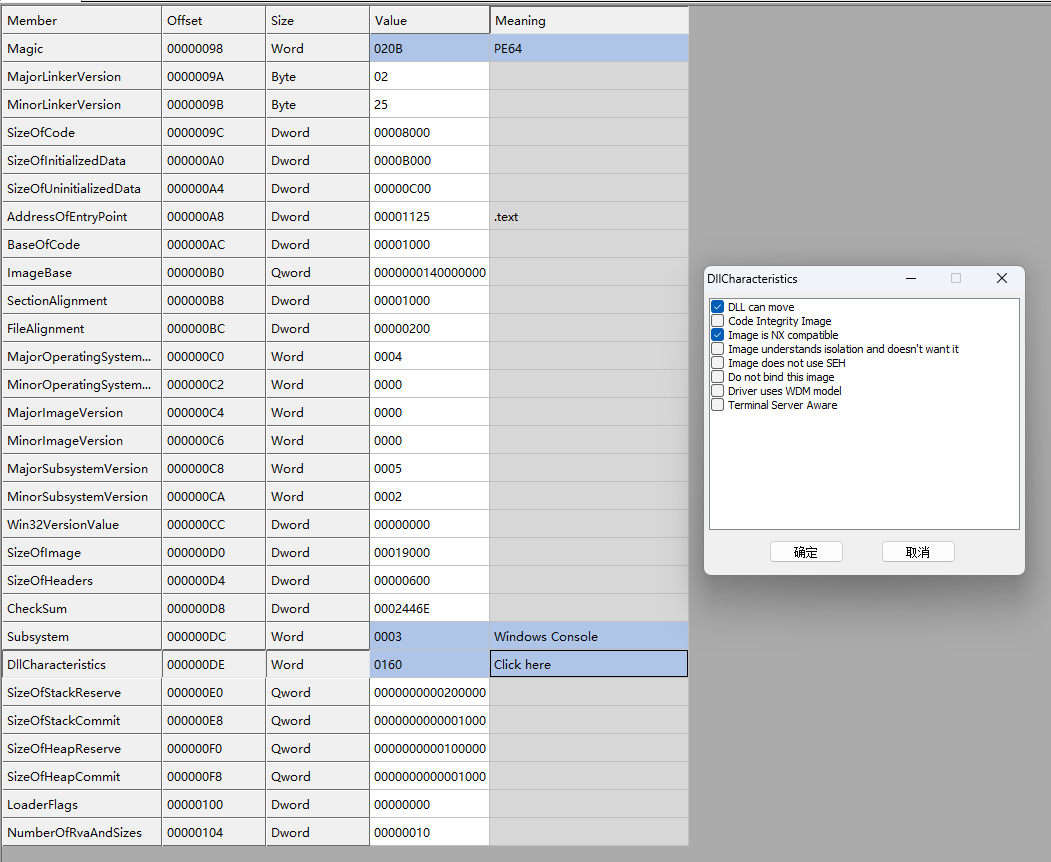 Member Offset Size Value Meaning
Magic 00000098 Word 020B PE64
MajorLinkerVersion 0000009A Byte 02
MinorLinkerVersion 0000009B Byte 25
SizeOfCode 0000009C Dword 00008000
SizeOfInitializedData 000000A0 Dword 0000B000
SizeOfUninitializedData 000000A4 Dword 00000C00
AddressOfEntryPoint 000000A8 Dword 00001125 .text
BaseOfCode 000000AC Dword 00001000
ImageBase 000000B0 Qword 0000000140000000
SectionAlignment 000000B8 Dword 00001000
FileAlignment 000000BC Dword 00000200
MajorOperatingSystem... 000000C0 Word 0004
MinorOperatingSystem... 000000C2 Word 0000
MajorImageVersion 000000C4 Word 0000
MinorImageVersion 000000C6 Word 0000
MajorSubsystemVersion 000000C8 Word 0005
MinorSubsystemVersion 000000CA Word 0002
Win32VersionValue 000000CC Dword 00000000
SizeOfImage 000000D0 Dword 00019000
SizeOfHeaders 000000D4 Dword 00000600
CheckSum 000000D8 Dword 0002446E
Subsystem 000000DC Word 0003 Windows Console
DllCharacteristics 000000DE Word 0160 Click here
SizeOfStackReserve 000000E0 Qword 0000000000200000
SizeOfStackCommit 000000E8 Qword 0000000000001000
SizeOfHeapReserve 000000F0 Qword 0000000000100000
SizeOfHeapCommit 000000F8 Qword 0000000000001000
LoaderFlags 00000100 Dword 00000000
NumberOfRvaAndSizes 00000104 Dword 00000010
DllCharacteristics
DLL can move
Code Integrity Image
Image is NX compatible
Image understands isolation and doesn't want it
Image does not use SEH
Do not bind this image
Driver uses WDM model
Terminal Server Aware
确定 取消